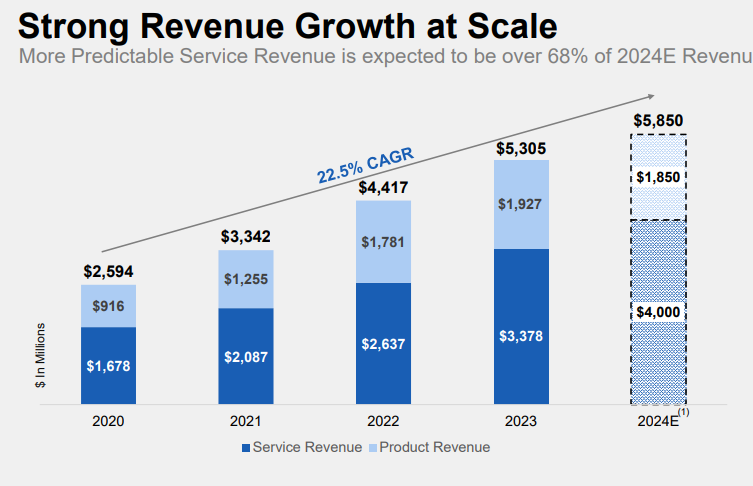 Strong Revenue Growth at Scale
More Predictable Service Revenue is expected to be over 68% of 2024E Revenu
$5,850
22.5% CAGR
$5,305
$1,850
$4,417
$1,927
$3,342
$1,781
$2,594
$1,255
$916
$4,000
$3,378
$2,637
$2,087
$1,678
$ In Millions
2020 2021 2022 2023 2024E(1)
Service Revenue Product Revenue